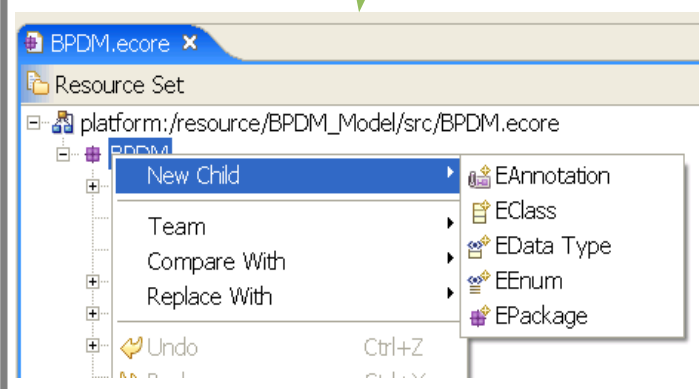 BPDM.ecore
Resource Set
platform:/resource/BPDM_Model/src/BPDM.ecore
BPDM
New Child
EAnnotation
EClass
Team
EData Type
Compare With
EEnum
Replace With
EPackage
Undo Ctrl+Z